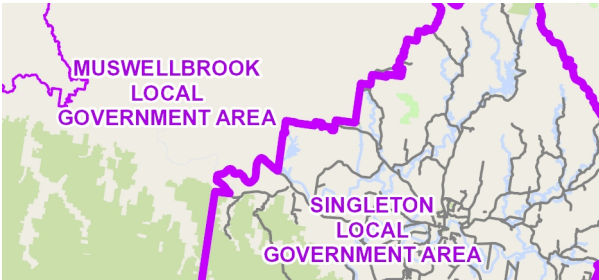 MUSWELLBROOK
LOCAL
GOVERNMENT AREA
SINGLETON
LOCAL
GOVERNMENT AREA